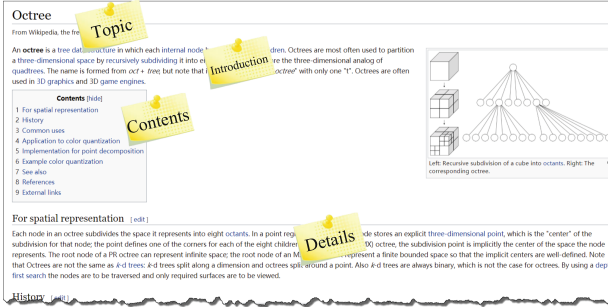 Octree
From Wikipedia, the fre
Topic
An octree is a tree data structure in which each internal node dren. Octrees are most often used to partition
a three-dimensional space by recursively subdividing it into ei re the three-dimensional analog of
quadtrees. The name is formed from oct + tree, but note that i octree" with only one "t". Octrees are often
used in 3D graphics and 3D game engines.
Introduction
Contents [hide]
1 For spatial representation
2 History
3 Common uses
4 Application to color quantization
5 Implementation for point decomposition
6 Example color quantization
7 See also
8 References
9 External links
Contents
Left: Recursive subdivision of a cube into octants. Right: The
corresponding octree.
For spatial representation [edit]
Each node in an octree subdivides the space it represents into eight octants. In a point reg de stores an explicit three-dimensional point, which is the "center" of the
subdivision for that node; the point defines one of the corners for each of the eight children X) octree, the subdivision point is implicitly the center of the space the node
represents. The root node of a PR octree can represent infinite space; the root node of an M represent a finite bounded space so that the implicit centers are well-defined. Note
that Octrees are not the same as k-d trees: k-d trees split along a dimension and octrees split around a point. Also k-d trees are always binary, which is not the case for octrees. By using a dep
first search the nodes are to be traversed and only required surfaces are to be viewed.
Details
History [edit]